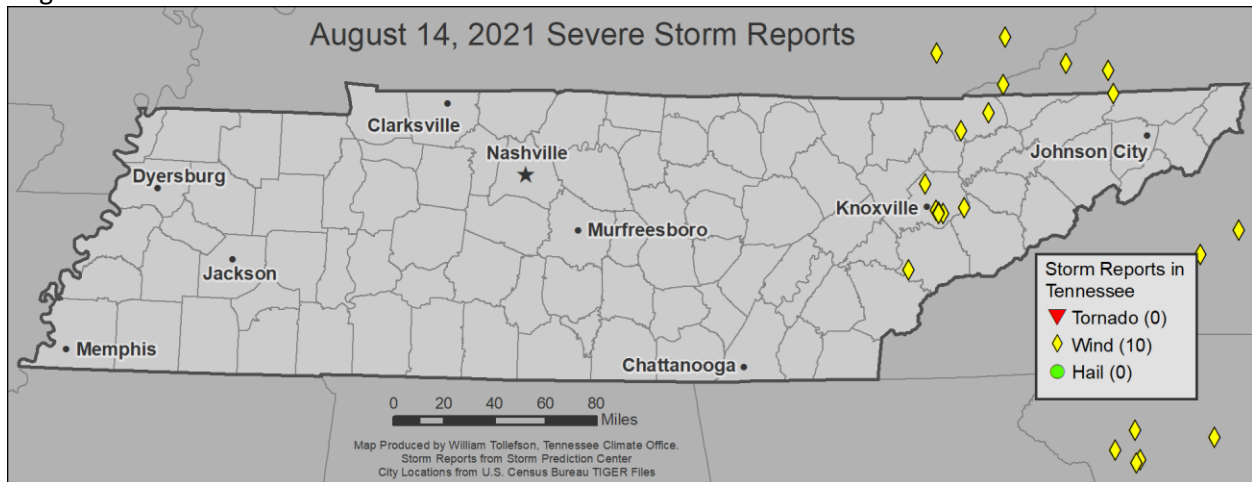 August 14, 2021 Severe Storm Reports
Clarksville
Nashville
Johnson City
Dyersburg
Knoxville
Murfreesboro
Jackson
Storm Reports in
Tennessee
Tornado (0)
Wind (10)
Hail (0)
Memphis
Chattanooga
0 20 40 60 80
Miles
Map Produced by William Tollefson, Tennessee Climate Office.
Storm Reports from Storm Prediction Center
City Locations from U.S. Census Bureau TIGER Files